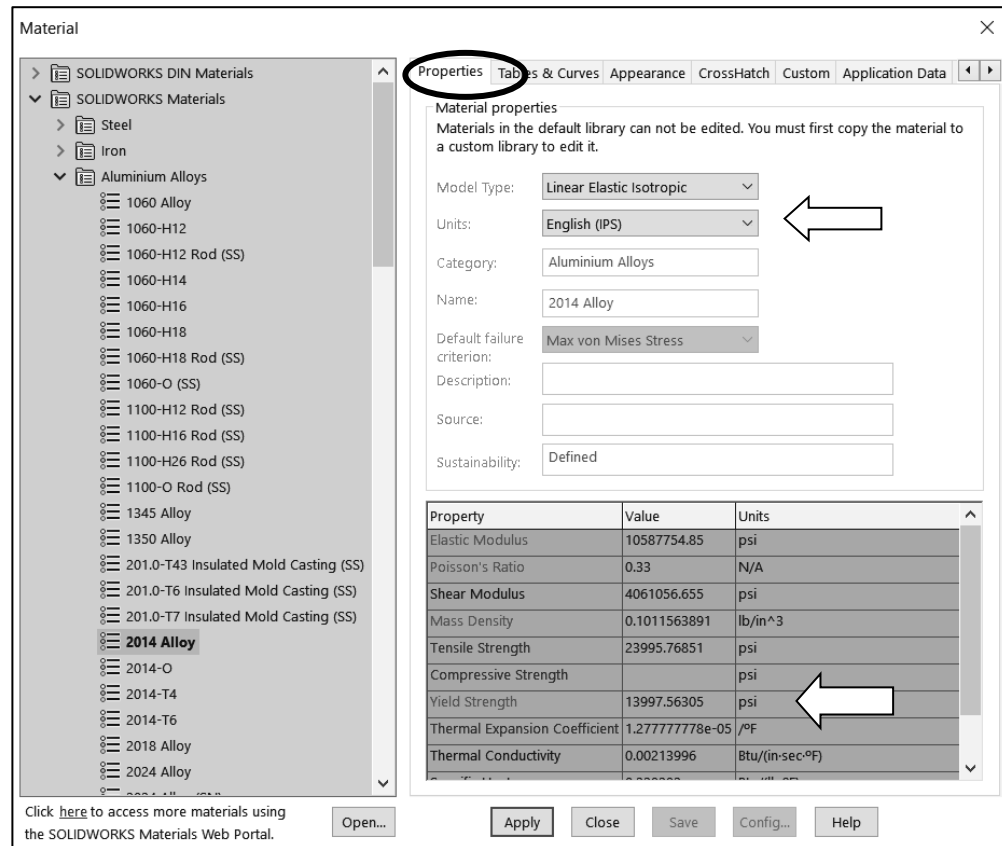 Material
SOLIDWORKS DIN Materials
SOLIDWORKS Materials
Steel
Iron
Aluminium Alloys
1060 Alloy
1060-H12
1060-H12 Rod (SS)
1060-H14
1060-H16
1060-H18
1060-H18 Rod (SS)
1060-O (SS)
1100-H12 Rod (SS)
1100-H16 Rod (SS)
1100-H26 Rod (SS)
1100-O Rod (SS)
1345 Alloy
1350 Alloy
201.0-T43 Insulated Mold Casting (SS)
201.0-T6 Insulated Mold Casting (SS)
201.0-T7 Insulated Mold Casting (SS)
2014 Alloy
2014-O
2014-T4
2014-T6
2018 Alloy
2024 Alloy
Click here to access more materials using
the SOLIDWORKS Materials Web Portal.
Open...
Properties Tables & Curves Appearance CrossHatch Custom Application Data
Material properties
Materials in the default library can not be edited. You must first copy the material to
a custom library to edit it.
Model Type: Linear Elastic Isotropic
Units: English (IPS)
Category: Aluminium Alloys
Name: 2014 Alloy
Default failure
criterion: Max von Mises Stress
Description:
Source:
Sustainability: Defined
Property Value Units
Elastic Modulus 10587754.85 psi
Poisson's Ratio 0.33 N/A
Shear Modulus 4061056.655 psi
Mass Density 0.1011563891 lb/in^3
Tensile Strength 23995.76851 psi
Compressive Strength psi
Yield Strength 13997.56305 psi
Thermal Expansion Coefficient 1.277777778e-05 /ºF
Thermal Conductivity 0.00213996 Btu/(in·sec·ºF)
Apply Close Save Config... Help